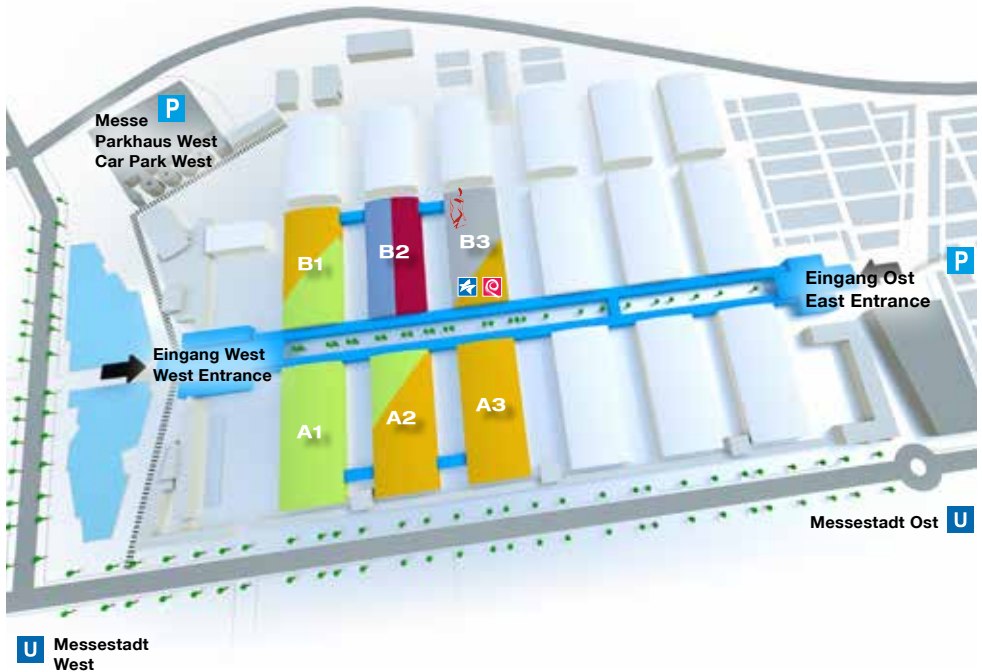 P
Messe
Parkhaus West
Car Park West
B1
B2
B3
P
Eingang Ost
East Entrance
Eingang West
West Entrance
A1
A2
A3
Messestadt Ost U
U Messestadt
West